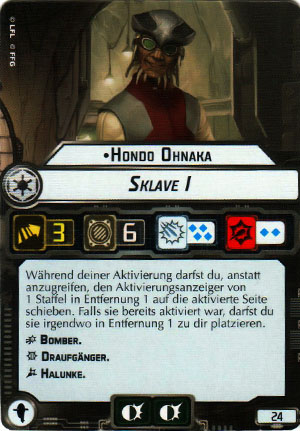 © LFL © FFG
•Hondo Ohnaka
Sklave I
3
6
Während deiner Aktivierung darfst du, anstatt
anzugreifen, den Aktivierungsanzeiger von
1 Staffel in Entfernung 1 auf die aktivierte Seite
schieben. Falls sie bereits aktiviert war, darfst du
sie irgendwo in Entfernung 1 zu dir platzieren.
Bomber.
Draufgänger.
Halunke.
24